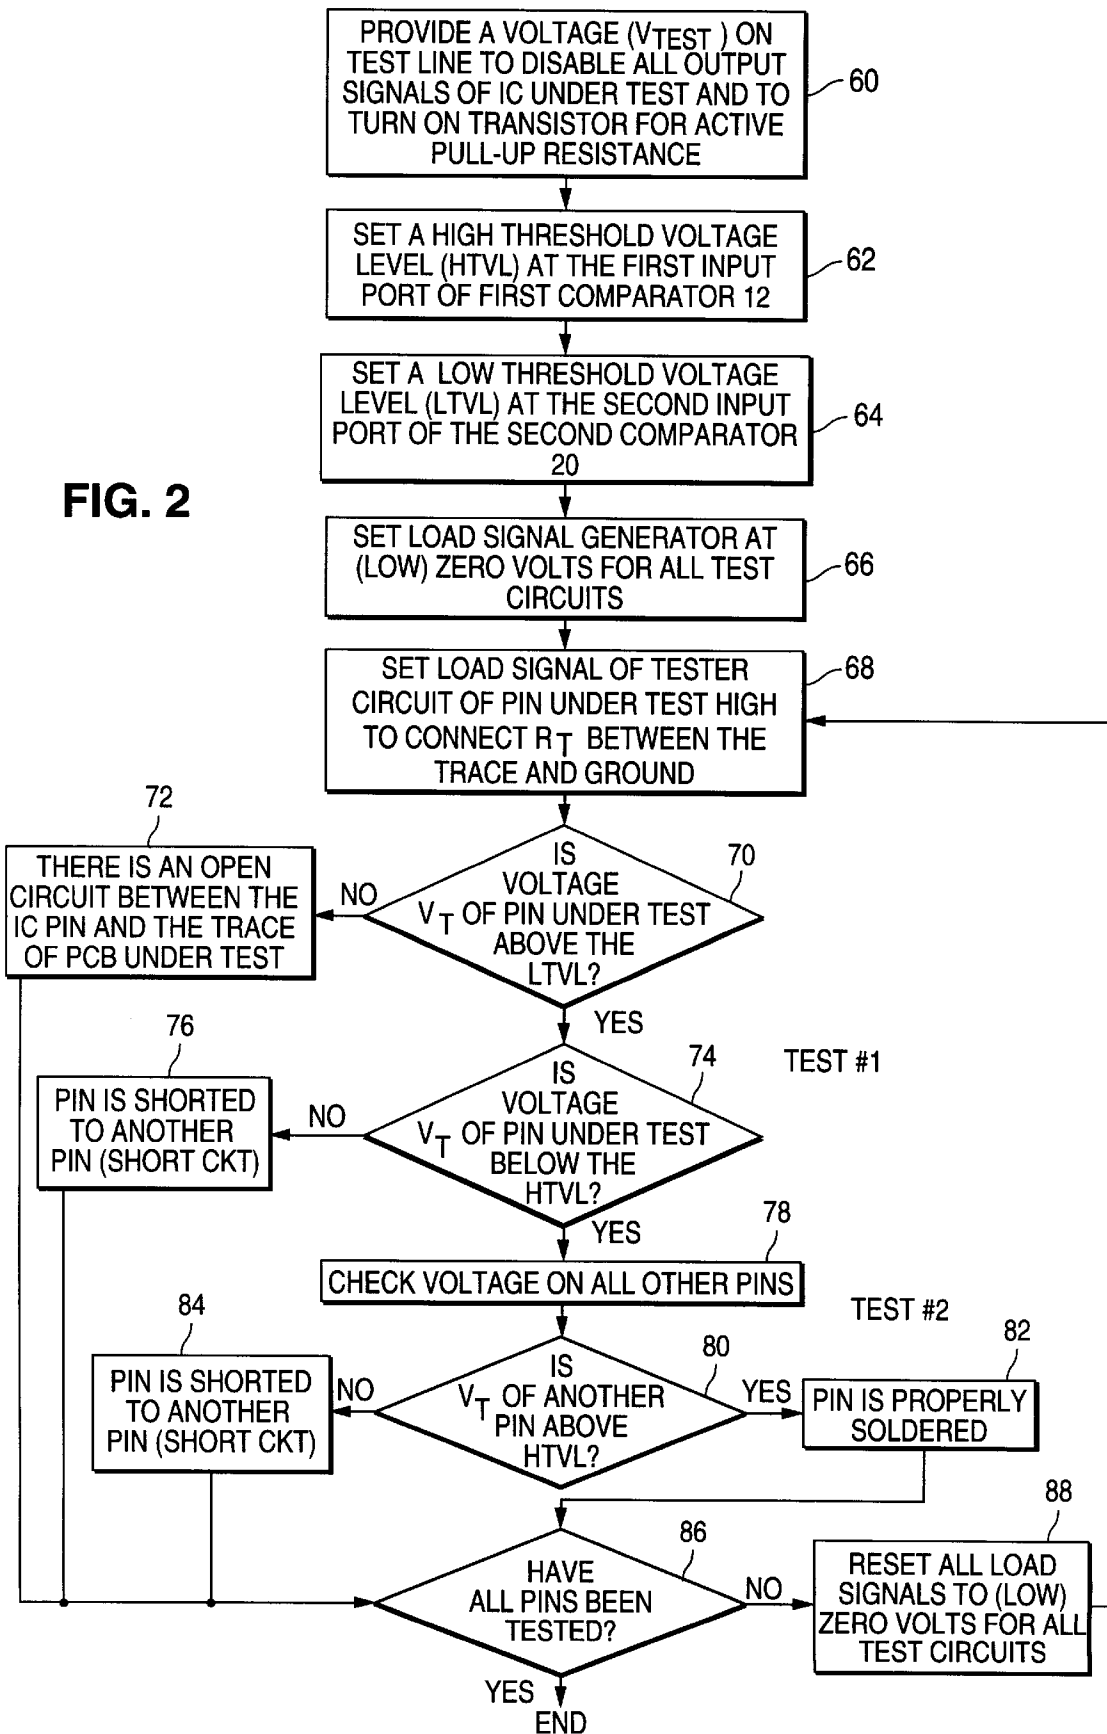 PROVIDE A VOLTAGE (VTEST ) ON
TEST LINE TO DISABLE ALL OUTPUT
SIGNALS OF IC UNDER TEST AND TO
TURN ON TRANSISTOR FOR ACTIVE
PULL-UP RESISTANCE
60
SET A HIGH THRESHOLD VOLTAGE
LEVEL (HTVL) AT THE FIRST INPUT
PORT OF FIRST COMPARATOR 12
62
SET A LOW THRESHOLD VOLTAGE
LEVEL (LTVL) AT THE SECOND INPUT
PORT OF THE SECOND COMPARATOR
20
64
FIG. 2
SET LOAD SIGNAL GENERATOR AT
(LOW) ZERO VOLTS FOR ALL TEST
CIRCUITS
66
SET LOAD SIGNAL OF TESTER
CIRCUIT OF PIN UNDER TEST HIGH
TO CONNECT RT BETWEEN THE
TRACE AND GROUND
68
72
THERE IS AN OPEN
CIRCUIT BETWEEN THE
IC PIN AND THE TRACE
OF PCB UNDER TEST
NO
IS
VOLTAGE
VT OF PIN UNDER TEST
ABOVE THE
LTVL?
70
YES
76
PIN IS SHORTED
TO ANOTHER
PIN (SHORT CKT)
NO
IS
VOLTAGE
VT OF PIN UNDER TEST
BELOW THE
HTVL?
74
TEST #1
YES
78
CHECK VOLTAGE ON ALL OTHER PINS
TEST #2
84
PIN IS SHORTED
TO ANOTHER
PIN (SHORT CKT)
NO
IS
VT OF ANOTHER
PIN ABOVE
HTVL?
80
YES
82
PIN IS PROPERLY
SOLDERED
HAVE
ALL PINS BEEN
TESTED?
86
NO
88
RESET ALL LOAD
SIGNALS TO (LOW)
ZERO VOLTS FOR ALL
TEST CIRCUITS
YES
END